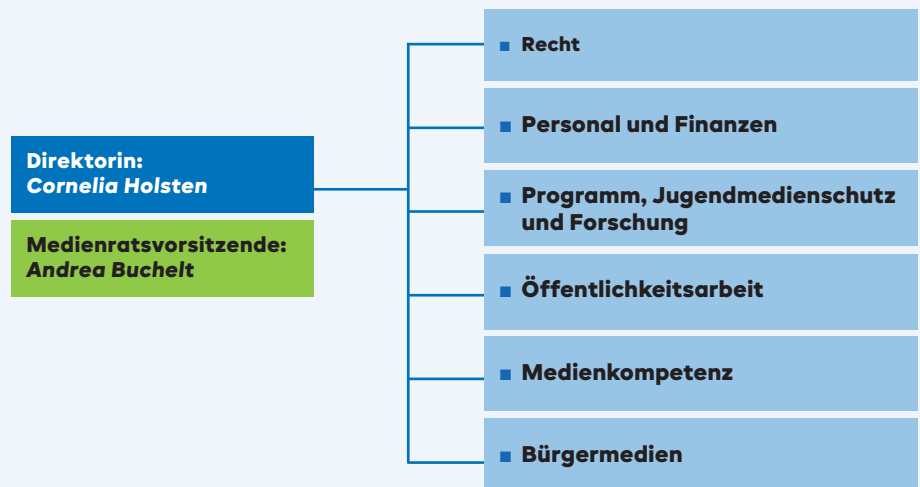 Direktorin:
Cornelia Holsten
Medienratsvorsitzende:
Andrea Buchelt
Recht
Personal und Finanzen
Programm, Jugendmedienschutz
und Forschung
Öffentlichkeitsarbeit
Medienkompetenz
Bürgermedien